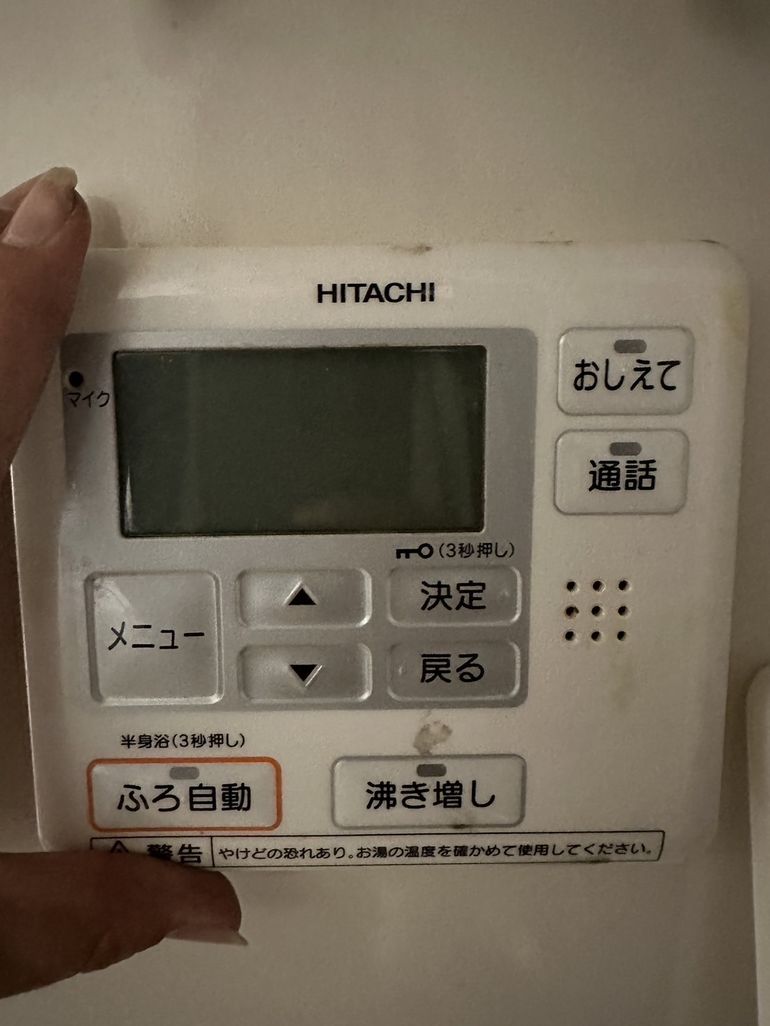 HITACHI
マイク
おしえて
通話
(3秒押し)
メニュー
▲
決定
▼
戻る
半身浴(3秒押し)
ふろ自動
沸き増し
警告 やけどの恐れあり。お湯の温度を確かめて使用してください。